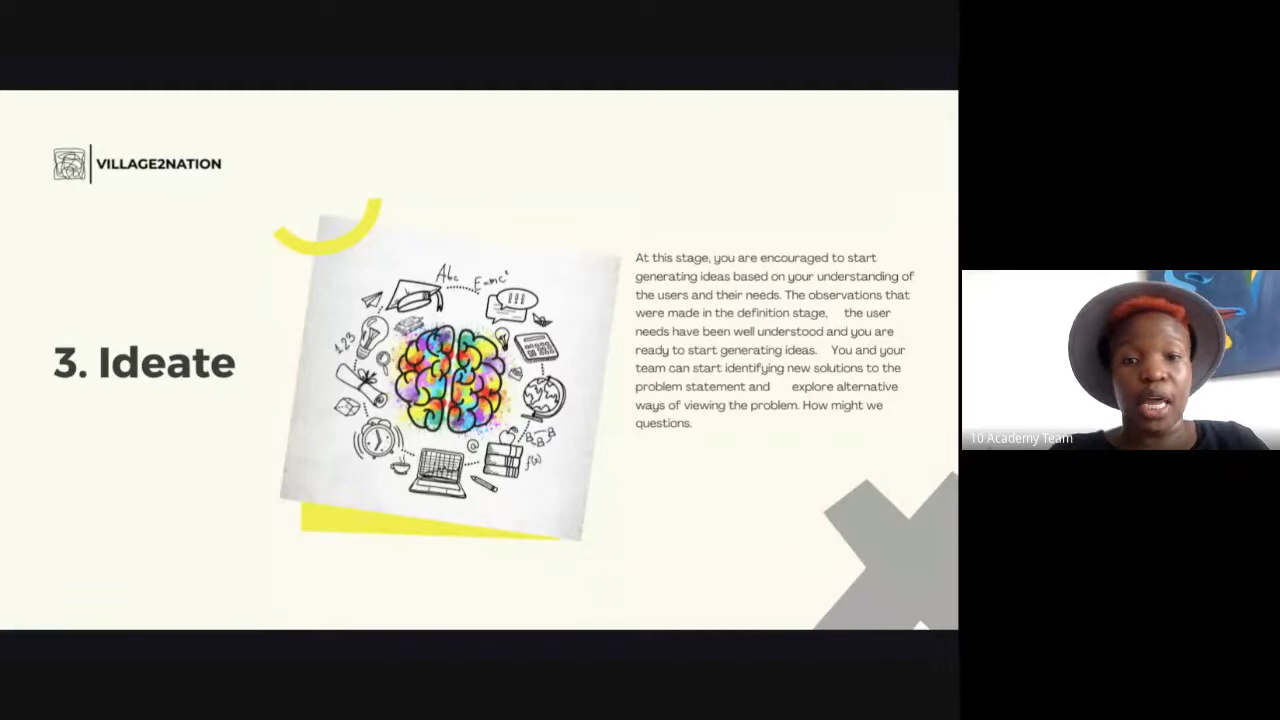 VILLAGE2NATION
3. Ideate
Abc
E=mc²
123
!!!
@
f(x)
At this stage, you are encouraged to start
generating ideas based on your understanding of
the users and their needs. The observations that
were made in the definition stage, the user
needs have been well understood and you are
ready to start generating ideas. You and your
team can start identifying new solutions to the
problem statement and explore alternative
ways of viewing the problem. How might we
questions.
10 Academy Team